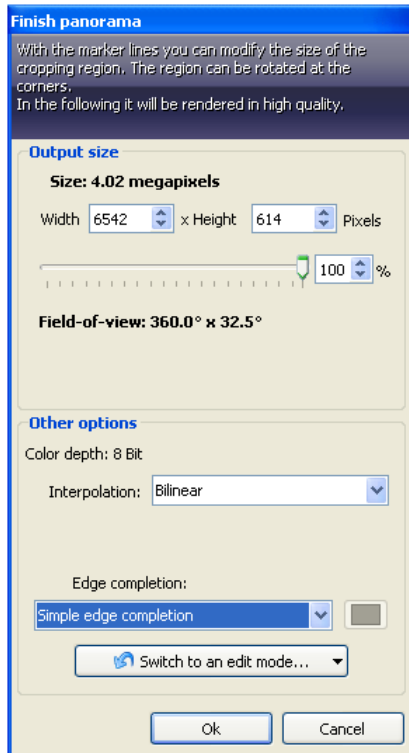 Finish panorama
With the marker lines you can modify the size of the
cropping region. The region can be rotated at the
corners.
In the following it will be rendered in high quality.
Output size
Size: 4.02 megapixels
Width 6542 x Height 614 Pixels
100 %
Field-of-view: 360.0° x 32.5°
Other options
Color depth: 8 Bit
Interpolation: Bilinear
Edge completion:
Simple edge completion
Switch to an edit mode...
Ok Cancel